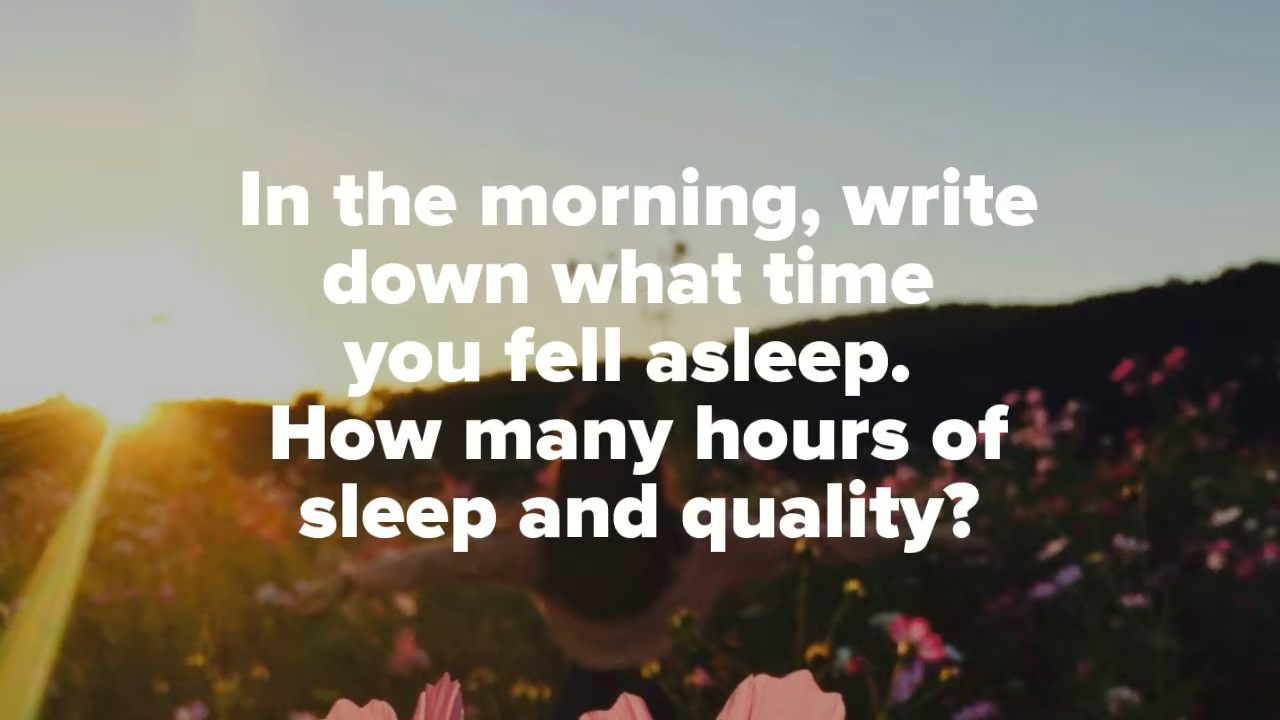 In the morning, write
down what time
you fell asleep.
How many hours of
sleep and quality?